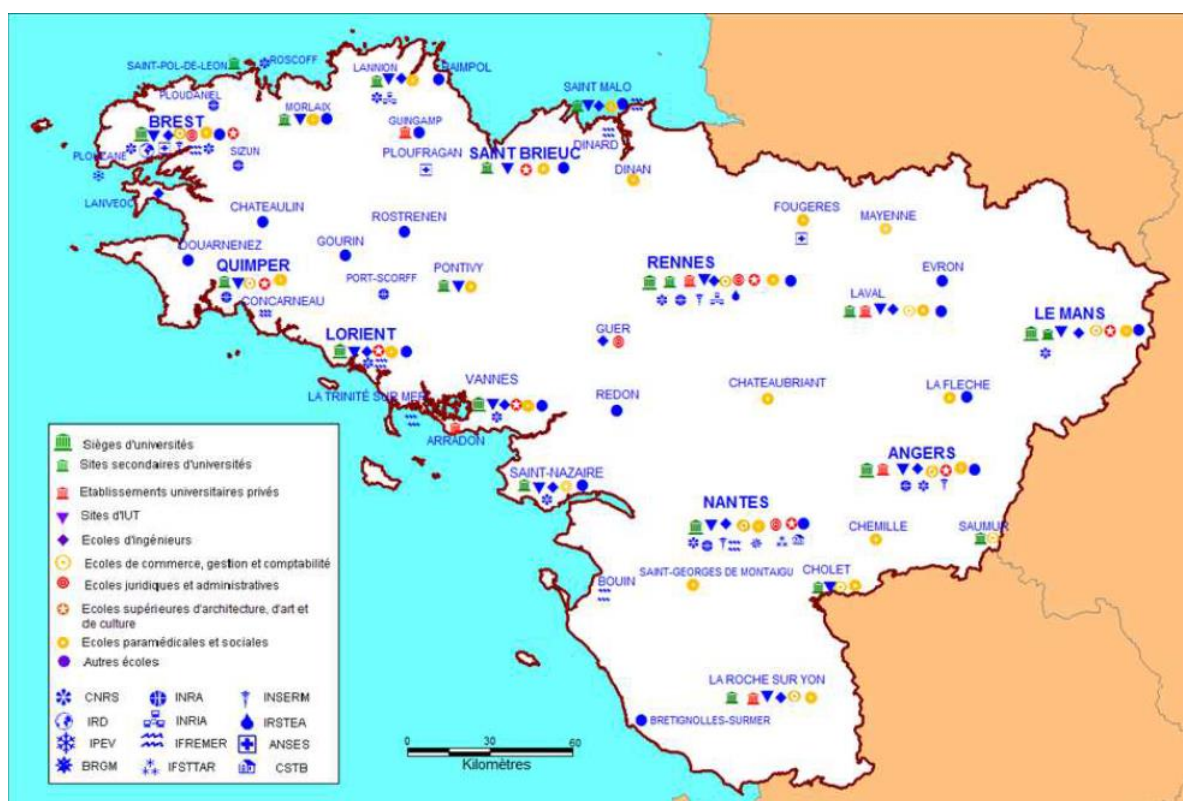 SAINT-POL-DE-LEON
ROSCOFF
LANNION
PAIMPOL
SAINT MALO
PLOUDANIEL
MORLAIX
GUINGAMP
BREST
DINARD
PLOUZANE
SIZUN
PLOUFRAGAN
SAINT BRIEUC
DINAN
LANVEOC
CHATEAULIN
ROSTRENEN
FOUGERES
MAYENNE
DOUARNENEZ
GOURIN
QUIMPER
PORT-SCORFF
PONTIVY
RENNES
EVRON
LAVAL
CONCARNEAU
LE MANS
LORIENT
GUER
VANNES
CHATEAUBRIANT
LA FLECHE
LA TRINITÉ SUR MER
REDON
ARRADON
ANGERS
SAINT-NAZAIRE
NANTES
CHEMILLE
SAUMUR
SAINT-GEORGES DE MONTAIGU
CHOLET
BOUIN
LA ROCHE SUR YON
BRETIGNOLLES-SURMER
Sièges d'universités
Sites secondaires d'universités
Etablissements universitaires privés
Sites d'IUT
Ecoles d'ingénieurs
Ecoles de commerce, gestion et comptabilité
Ecoles juridiques et administratives
Ecoles supérieures d'architecture, d'art et
de culture
Ecoles paramédicales et sociales
Autres écoles
CNRS INRA INSERM
IRD INRIA IRSTEA
IPEV IFREMER ANSES
BRGM IFSTTAR CSTB
0 30 60
Kilomètres